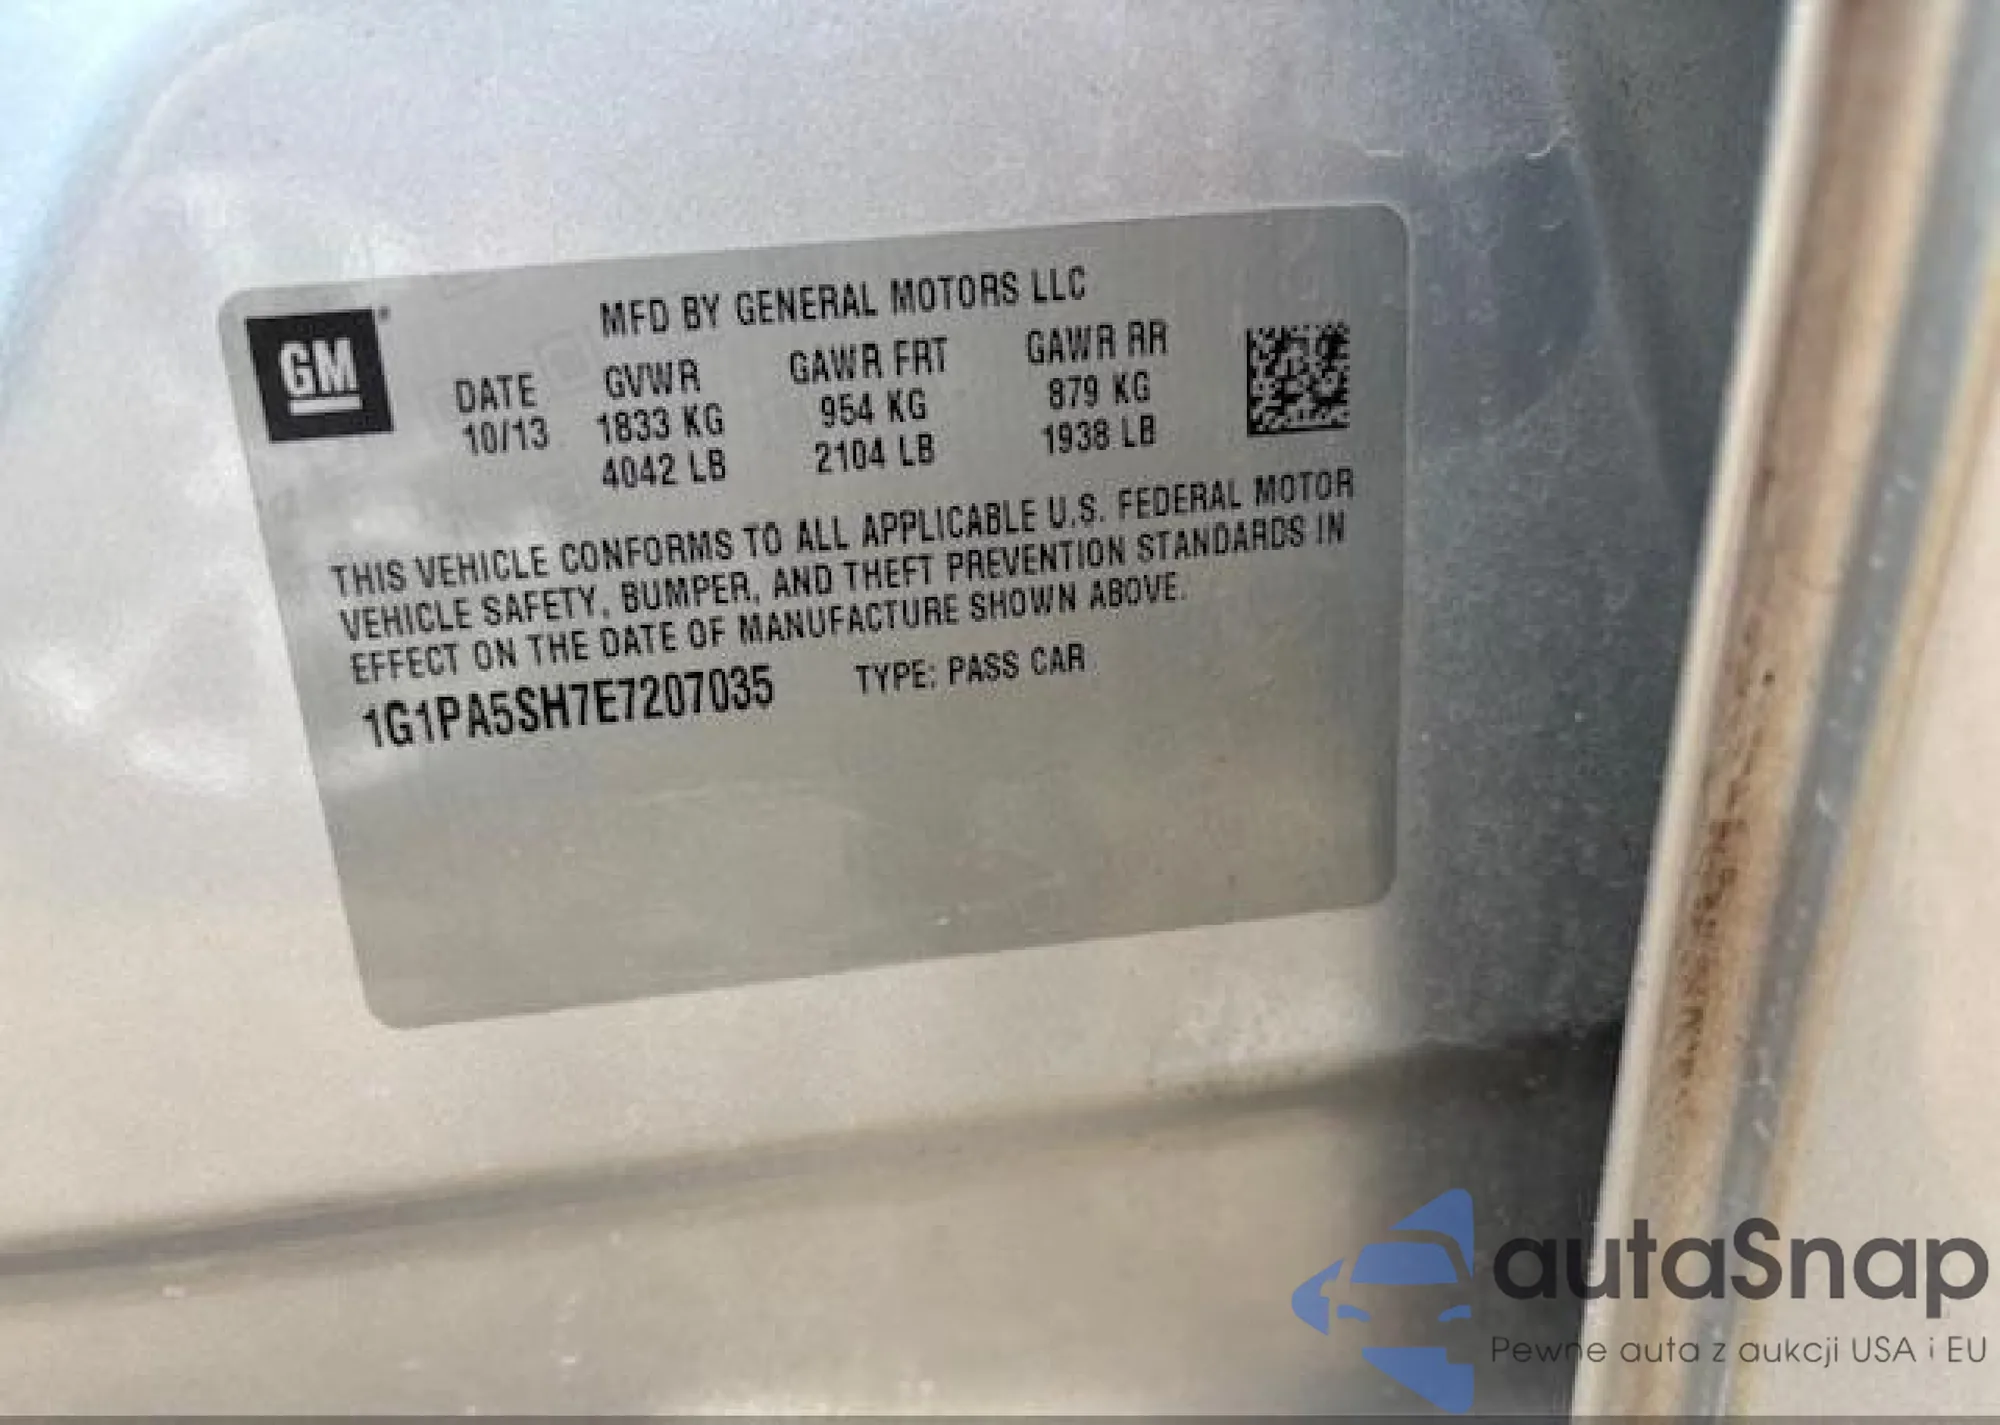 MFD BY GENERAL MOTORS LLC
GM
DATE GVWR GAWR FRT GAWR RR
10/13 1833 KG 954 KG 879 KG
4042 LB 2104 LB 1938 LB
THIS VEHICLE CONFORMS TO ALL APPLICABLE U.S. FEDERAL MOTOR
VEHICLE SAFETY, BUMPER, AND THEFT PREVENTION STANDARDS IN
EFFECT ON THE DATE OF MANUFACTURE SHOWN ABOVE.
1G1PA5SH7E7207035 TYPE: PASS CAR
autaSnap
Pewne auta z aukcji USA i EU